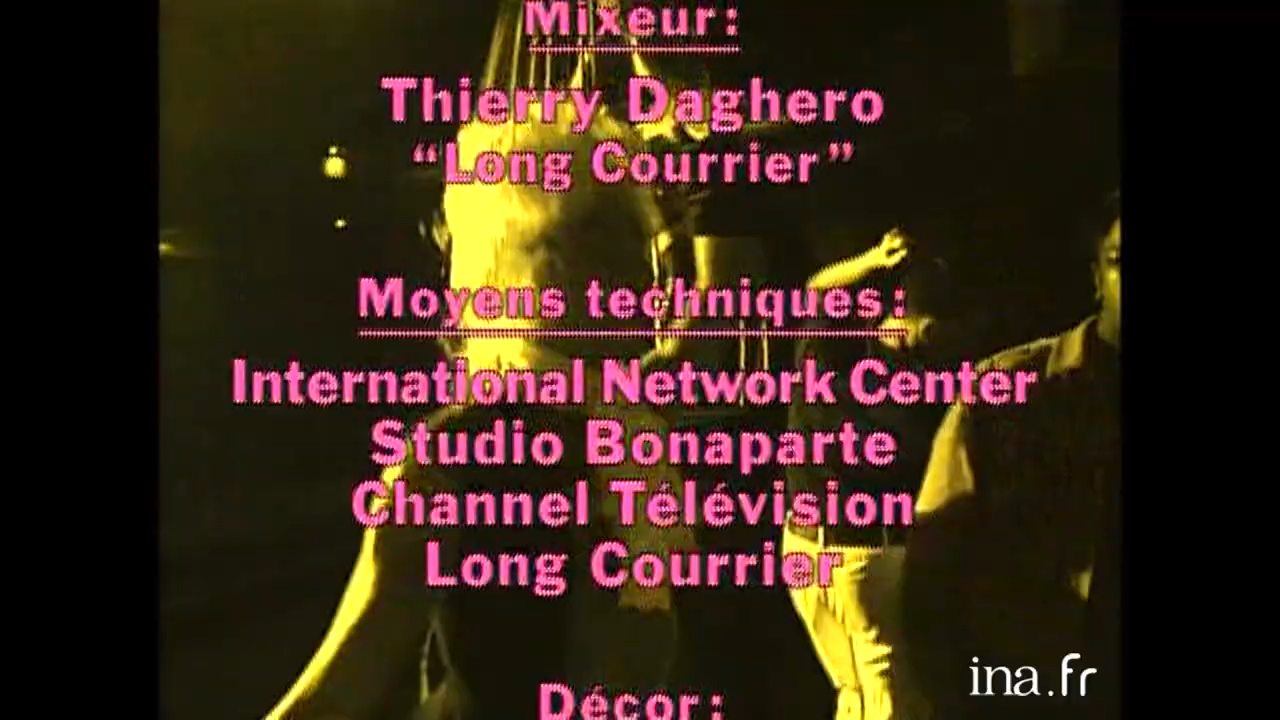 Mixeur:
Thierry Daghero
“Long Courrier”
Moyens techniques:
International Network Center
Studio Bonaparte
Channel Télévision
Long Courrier
Décor:
ina.fr